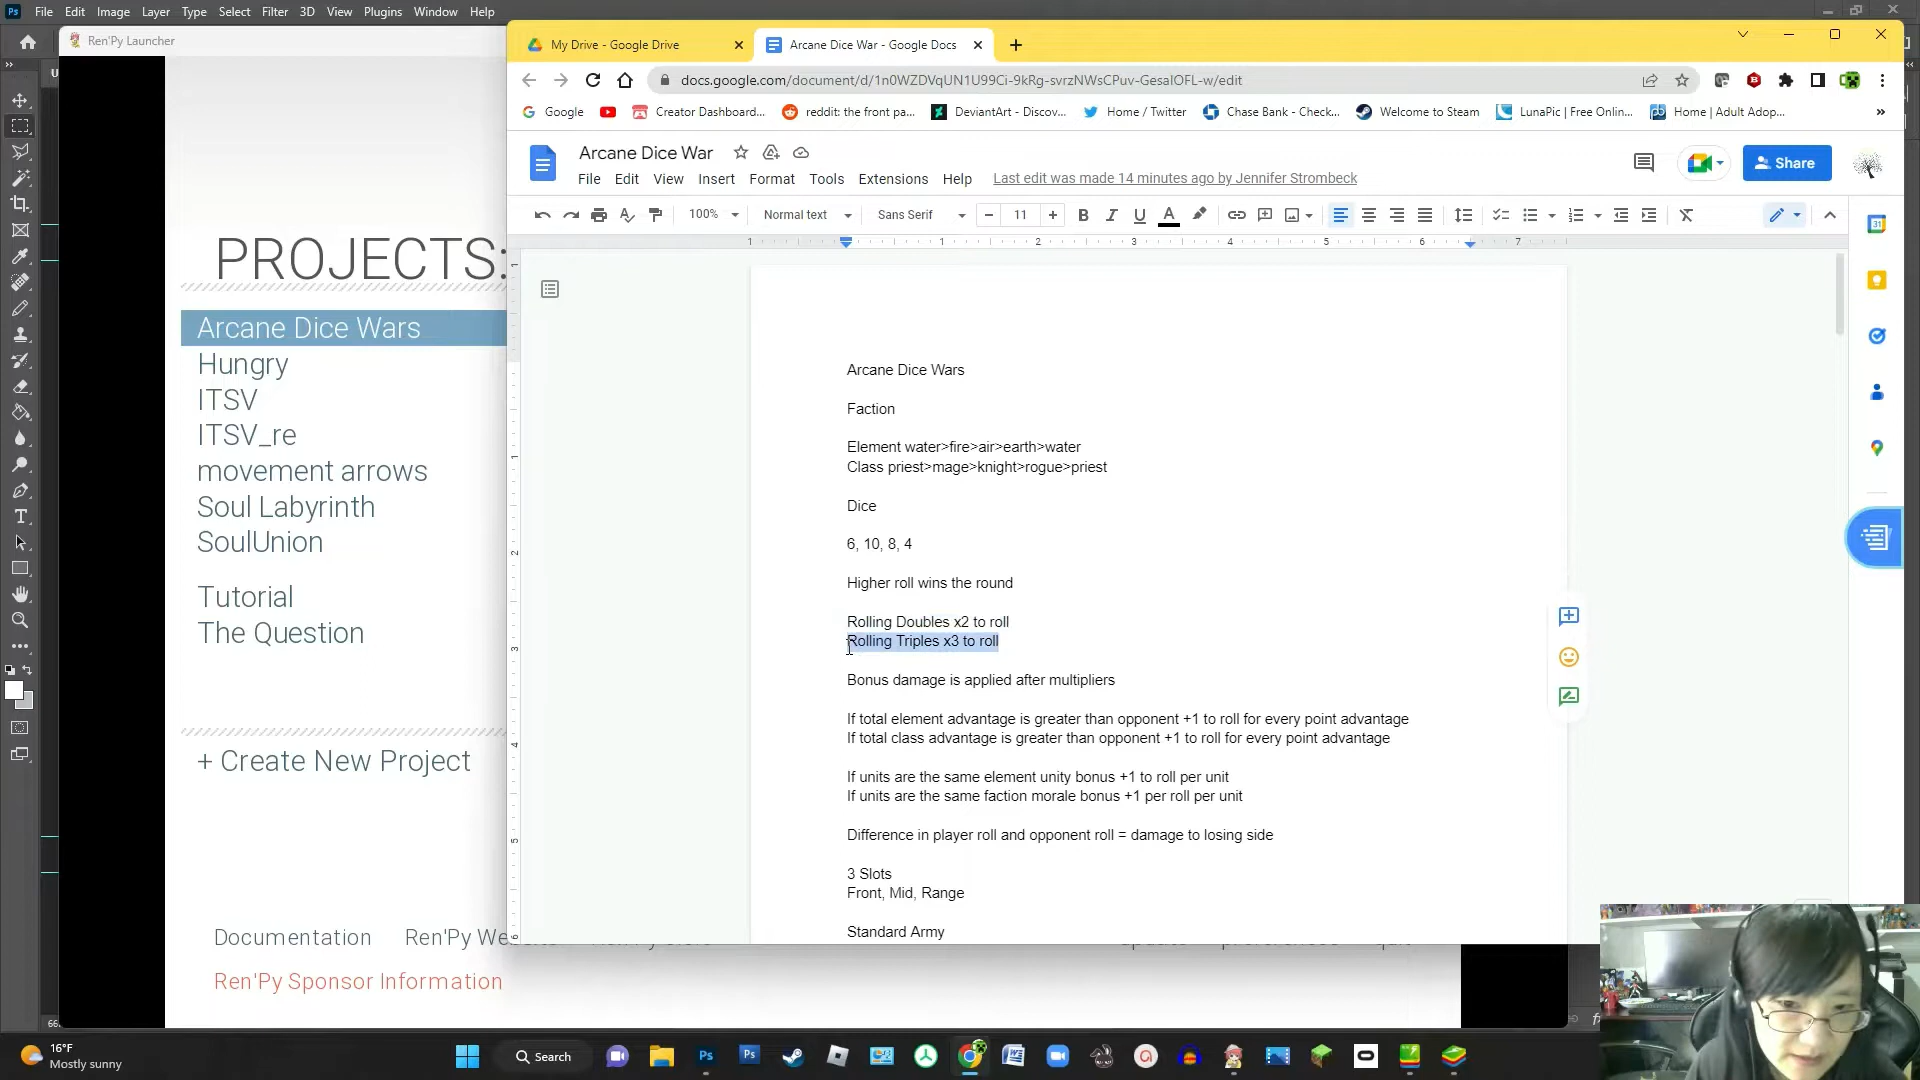 File Edit Image Layer Type Select Filter 3D View Plugins Window Help
Ren'Py Launcher
PROJECTS:
Arcane Dice Wars
Hungry
ITSV
ITSV_re
movement arrows
Soul Labyrinth
SoulUnion
Tutorial
The Question
+ Create New Project
Documentation
Ren'Py Sponsor Information
My Drive - Google Drive
Arcane Dice War - Google Docs
docs.google.com/document/d/1n0WZDVqUN1U99Ci-9kRg-svrzNWsCPuv-GesaIOFL-w/edit
Google
Creator Dashboard...
reddit: the front pa...
DeviantArt - Discov...
Home / Twitter
Chase Bank - Check...
Welcome to Steam
LunaPic | Free Onlin...
Home | Adult Adop...
Arcane Dice War
Share
File Edit View Insert Format Tools Extensions Help
Last edit was made 14 minutes ago by Jennifer Strombeck
100% Normal text Sans Serif 11
1 1 2 3 4 5 6 7
Arcane Dice Wars
Faction
Element water>fire>air>earth>water
Class priest>mage>knight>rogue>priest
Dice
6, 10, 8, 4
Higher roll wins the round
Rolling Doubles x2 to roll
Rolling Triples x3 to roll
Bonus damage is applied after multipliers
If total element advantage is greater than opponent +1 to roll for every point advantage
If total class advantage is greater than opponent +1 to roll for every point advantage
If units are the same element unity bonus +1 to roll per unit
If units are the same faction morale bonus +1 per roll per unit
Difference in player roll and opponent roll = damage to losing side
3 Slots
Front, Mid, Range
Standard Army
16°F
Mostly sunny
Search